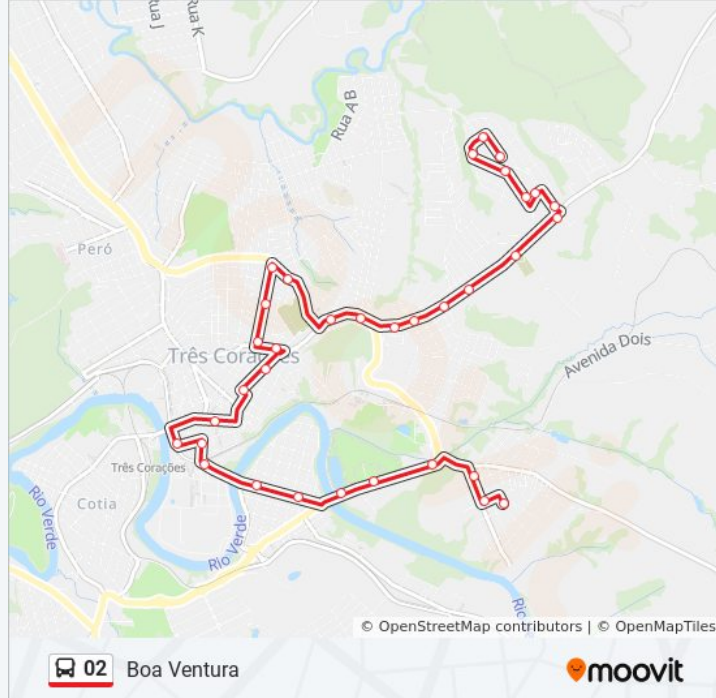 Rua J
Rua K
Rua A B
Peró
Três Corações
Avenida Dois
Três Corações
Cotia
Rio Verde
Rio Verde
© OpenStreetMap contributors | © OpenMapTiles
02 Boa Ventura
moovit